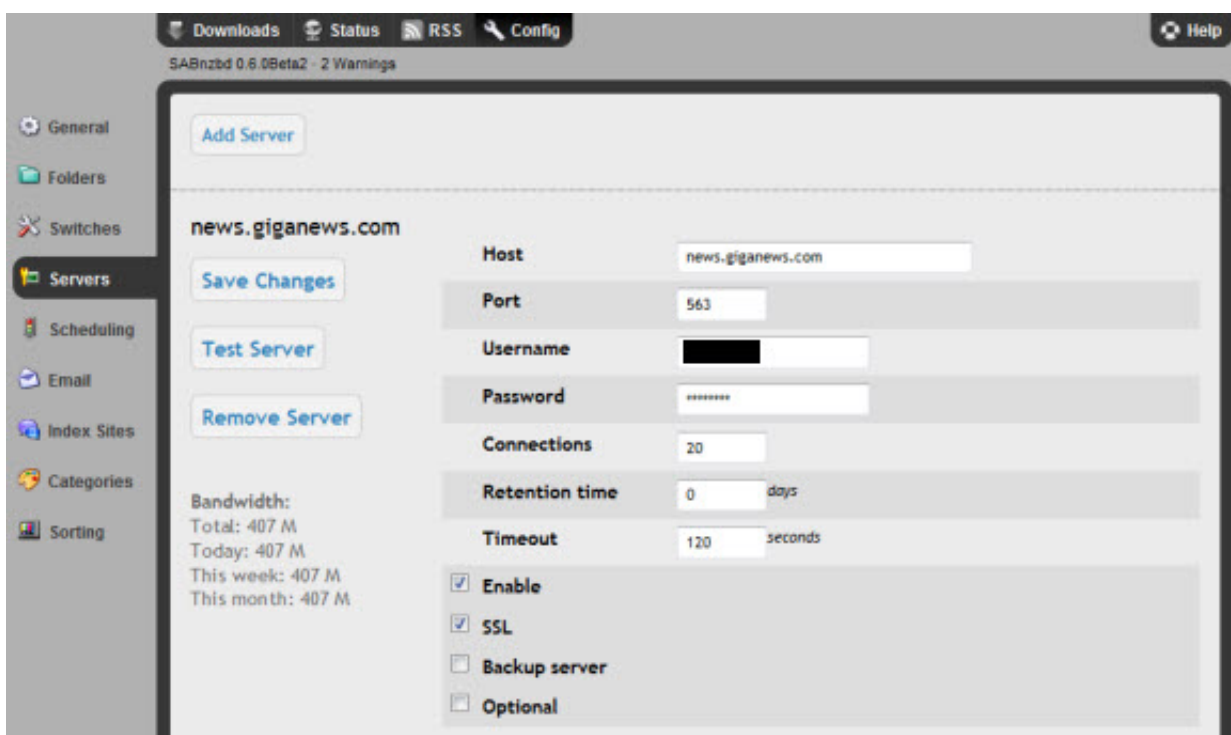 Downloads Status RSS Config Help
SABnzbd 0.6.0Beta2 - 2 Warnings
General
Folders
Switches
Servers
Scheduling
Email
Index Sites
Categories
Sorting
Add Server
news.giganews.com
Save Changes
Test Server
Remove Server
Bandwidth:
Total: 407 M
Today: 407 M
This week: 407 M
This month: 407 M
Host news.giganews.com
Port 563
Username
Password ********
Connections 20
Retention time 0 days
Timeout 120 seconds
Enable
SSL
Backup server
Optional